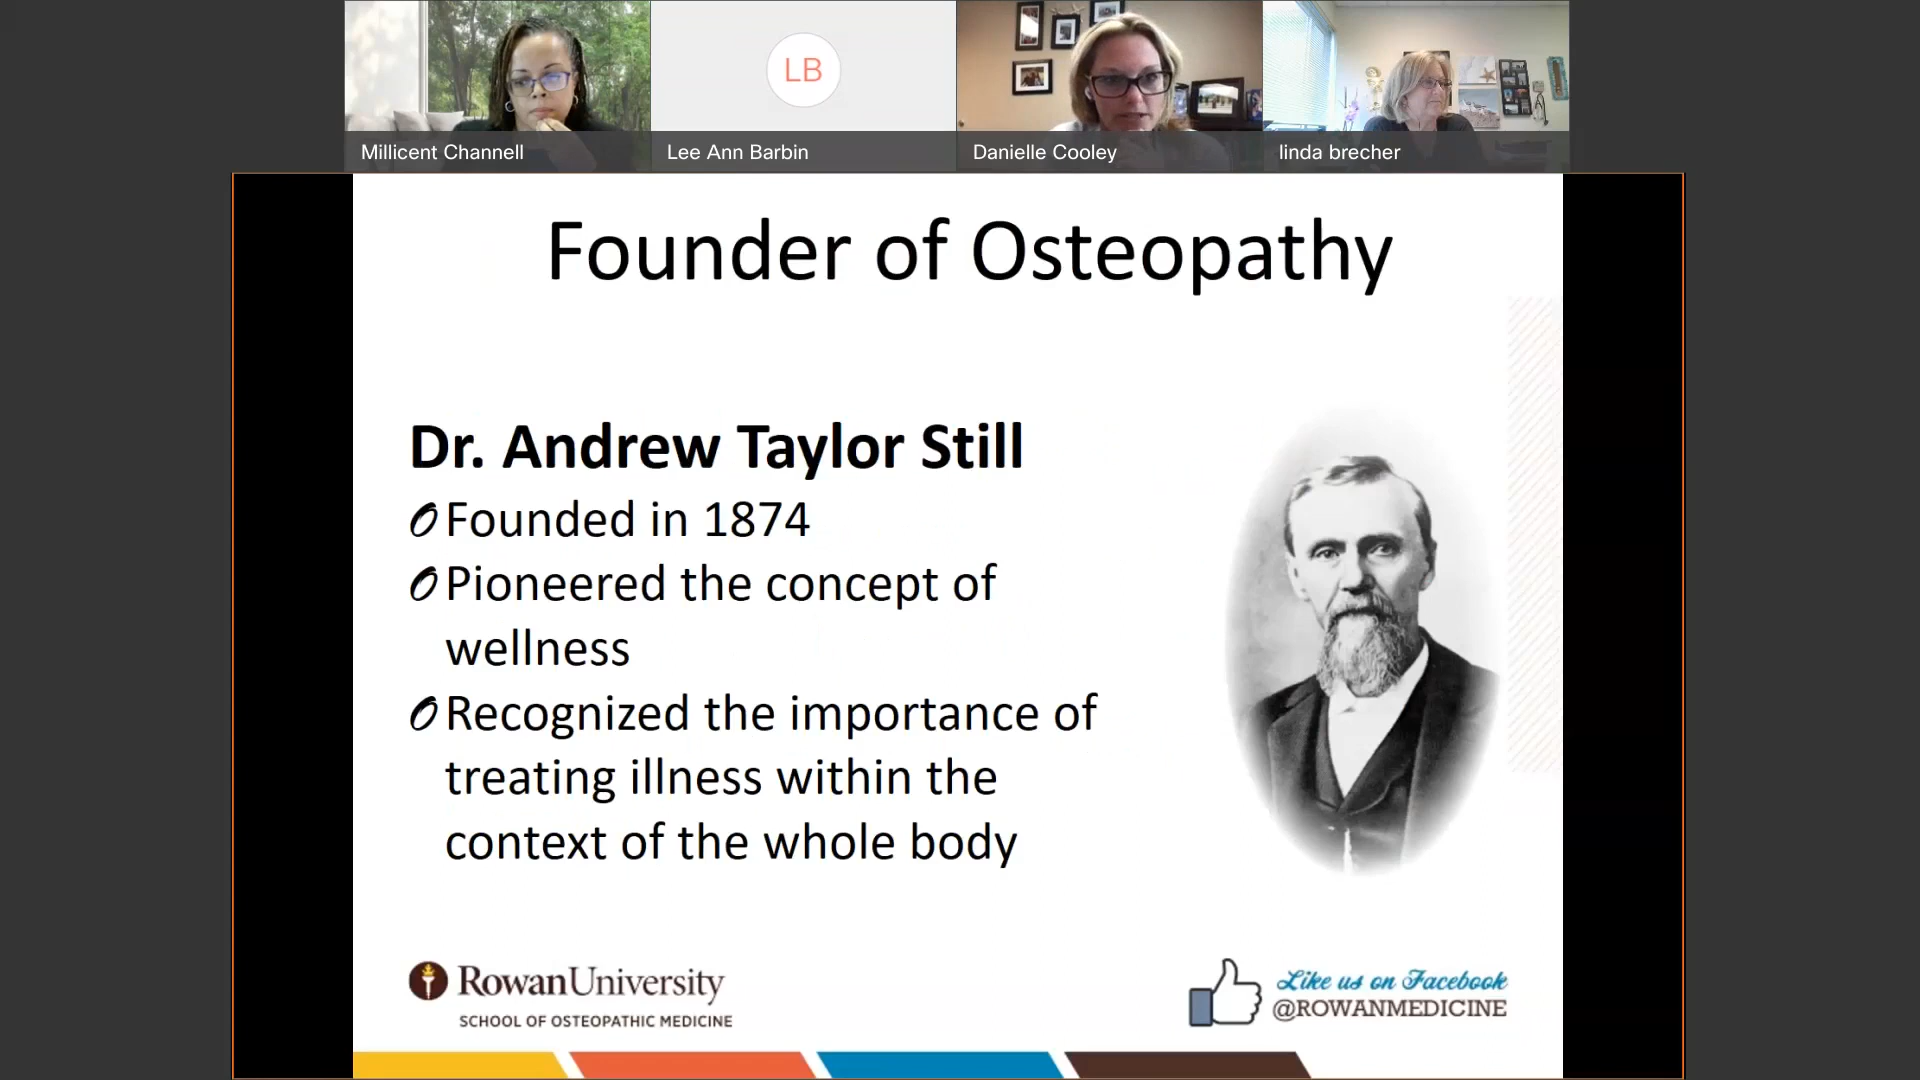 Millicent Channell
LB
Lee Ann Barbin
Danielle Cooley
linda brecher
Founder of Osteopathy
Dr. Andrew Taylor Still
Founded in 1874
Pioneered the concept of
wellness
Recognized the importance of
treating illness within the
context of the whole body
Rowan University
SCHOOL OF OSTEOPATHIC MEDICINE
Like us on Facebook
@ROWANMEDICINE